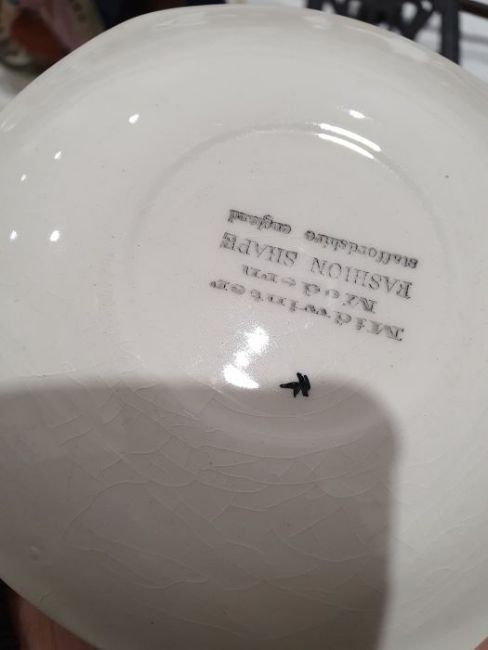 Midwinter
Modern
FASHION SHAPE
staffordshire england